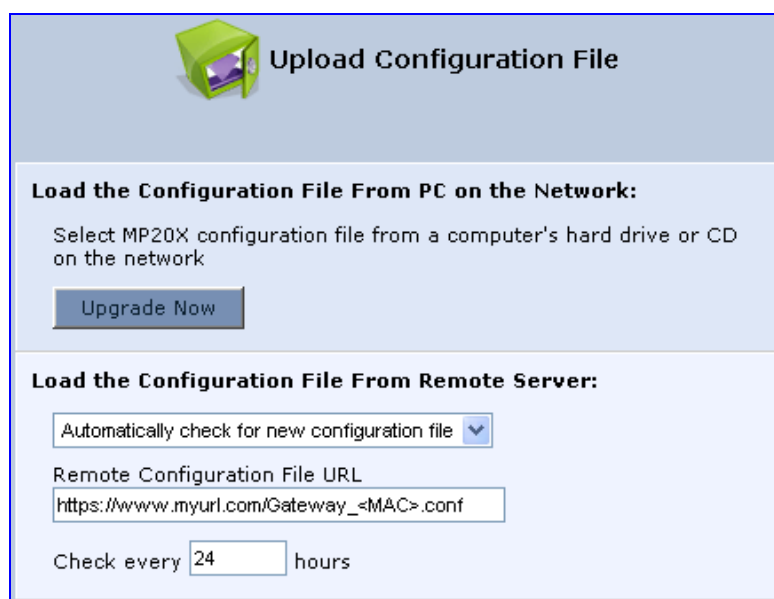 Upload Configuration File
Load the Configuration File From PC on the Network:
Select MP20X configuration file from a computer's hard drive or CD
on the network
Upgrade Now
Load the Configuration File From Remote Server:
Automatically check for new configuration file
Remote Configuration File URL
https://www.myurl.com/Gateway_<MAC>.conf
Check every 24 hours